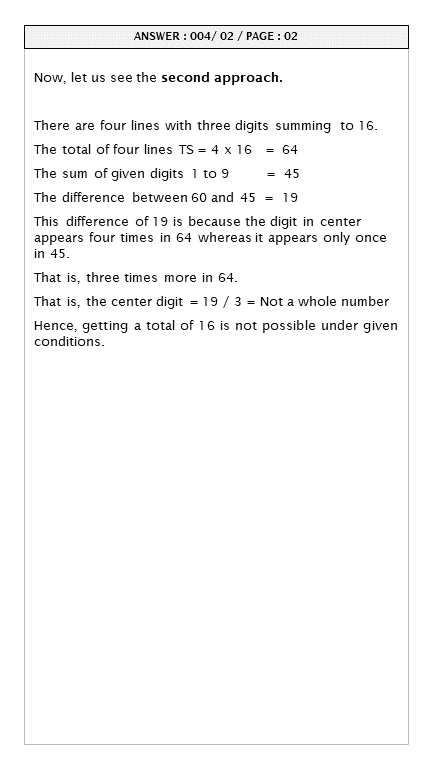 ANSWER : 004/ 02 / PAGE : 02
Now, let us see the second approach.
There are four lines with three digits summing to 16.
The total of four lines TS = 4 x 16 = 64
The sum of given digits 1 to 9 = 45
The difference between 60 and 45 = 19
This difference of 19 is because the digit in center
appears four times in 64 whereas it appears only once
in 45.
That is, three times more in 64.
That is, the center digit = 19 / 3 = Not a whole number
Hence, getting a total of 16 is not possible under given
conditions.